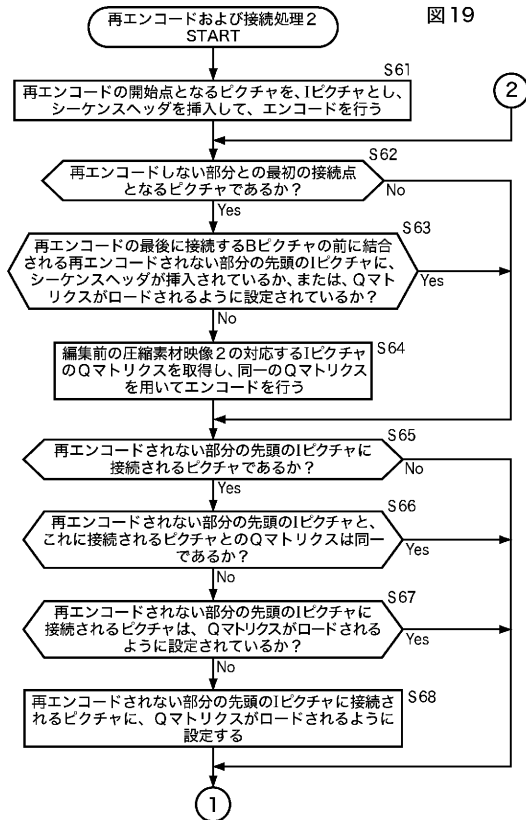 図19
再エンコードおよび接続処理2
START
S61
再エンコードの開始点となるピクチャを、Iピクチャとし、
シーケンスヘッダを挿入して、エンコードを行う
2
S62
再エンコードしない部分との最初の接続点
となるピクチャであるか？
No
Yes
S63
再エンコードの最後に接続するBピクチャの前に結合
される再エンコードされない部分の先頭のIピクチャに、
シーケンスヘッダが挿入されているか、または、Qマ
トリクスがロードされるように設定されているか？
Yes
No
S64
編集前の圧縮素材映像2の対応するIピクチャ
のQマトリクスを取得し、同一のQマトリクス
を用いてエンコードを行う
S65
再エンコードされない部分の先頭のIピクチャに
接続されるピクチャであるか？
No
Yes
S66
再エンコードされない部分の先頭のIピクチャと、
これに接続されるピクチャとのQマトリクスは同一
であるか？
Yes
No
S67
再エンコードされない部分の先頭のIピクチャに
接続されるピクチャは、Qマトリクスがロードされる
ように設定されているか？
Yes
No
S68
再エンコードされない部分の先頭のIピクチャに接続さ
れるピクチャに、Qマトリクスがロードされるように
設定する
1